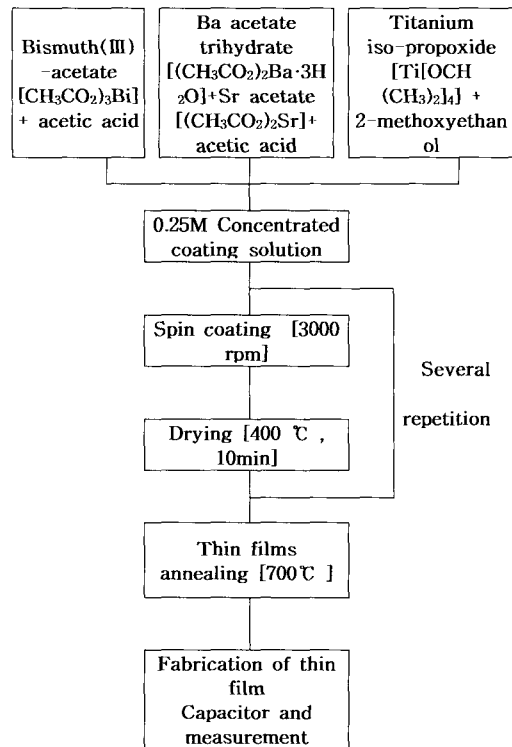 Bismuth(Ⅲ)
-acetate
[CH₃CO₂)₃Bi]
+ acetic acid
Ba acetate
trihydrate
[(CH₃CO₂)₂Ba·3H
₂O]+Sr acetate
[(CH₃CO₂)₂Sr]+
acetic acid
Titanium
iso-propoxide
[Ti[OCH
(CH₃)₂]₄] +
2-methoxyethan
ol
0.25M Concentrated
coating solution
Spin coating [3000
rpm]
Several
repetition
Drying [400 ℃ ,
10min]
Thin films
annealing [700℃ ]
Fabrication of thin
film
Capacitor and
measurement